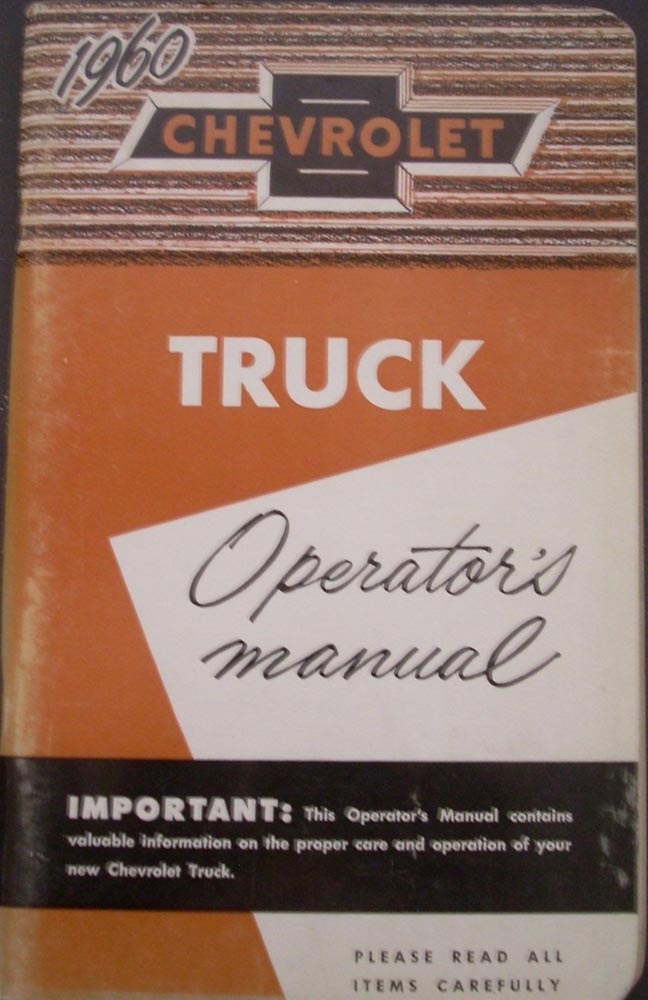 1960
CHEVROLET
TRUCK
Operator's
manual
IMPORTANT: This Operator's Manual contains
valuable information on the proper care and operation of your
new Chevrolet Truck.
PLEASE READ ALL
ITEMS CAREFULLY